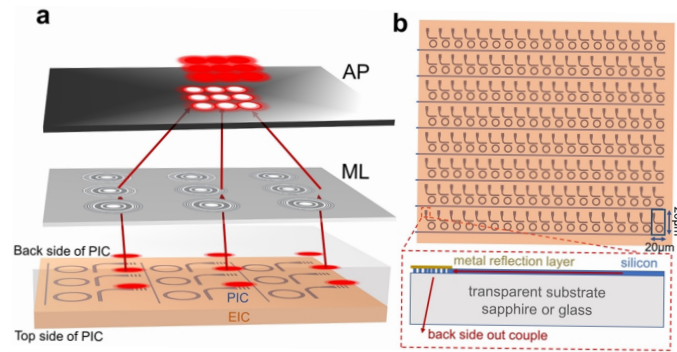 a
AP
ML
Back side of PIC
PIC
EIC
Top side of PIC
b
20μm
20μm
metal reflection layer
silicon
transparent substrate
sapphire or glass
back side out couple